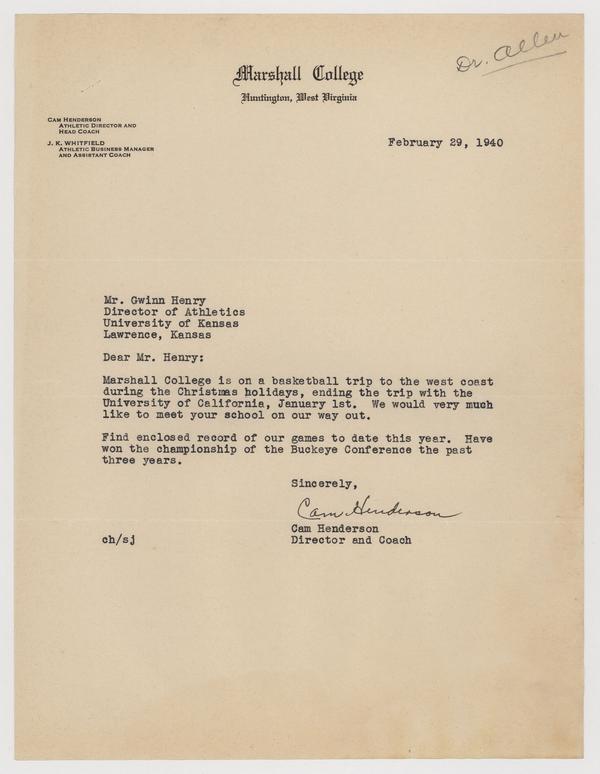 Dr. Allen
Marshall College
Huntington, West Virginia
CAM HENDERSON
ATHLETIC DIRECTOR AND
HEAD COACH
J. K. WHITFIELD
ATHLETIC BUSINESS MANAGER
AND ASSISTANT COACH
February 29, 1940
Mr. Gwinn Henry
Director of Athletics
University of Kansas
Lawrence, Kansas
Dear Mr. Henry:
Marshall College is on a basketball trip to the west coast
during the Christmas holidays, ending the trip with the
University of California, January 1st.  We would very much
like to meet your school on our way out.
Find enclosed record of our games to date this year.  Have
won the championship of the Buckeye Conference the past
three years.
Sincerely,
Cam Henderson
Cam Henderson
ch/sj Director and Coach